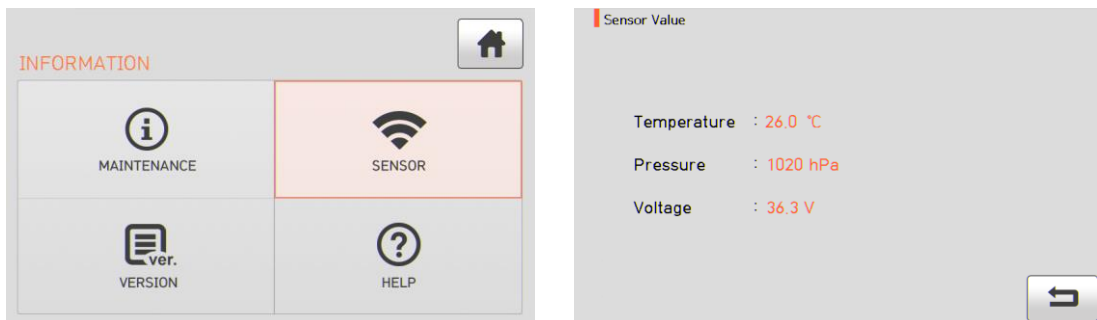 INFORMATION
MAINTENANCE
SENSOR
ver.
VERSION
?
HELP
Sensor Value
Temperature : 26.0 ℃
Pressure : 1020 hPa
Voltage : 36.3 V